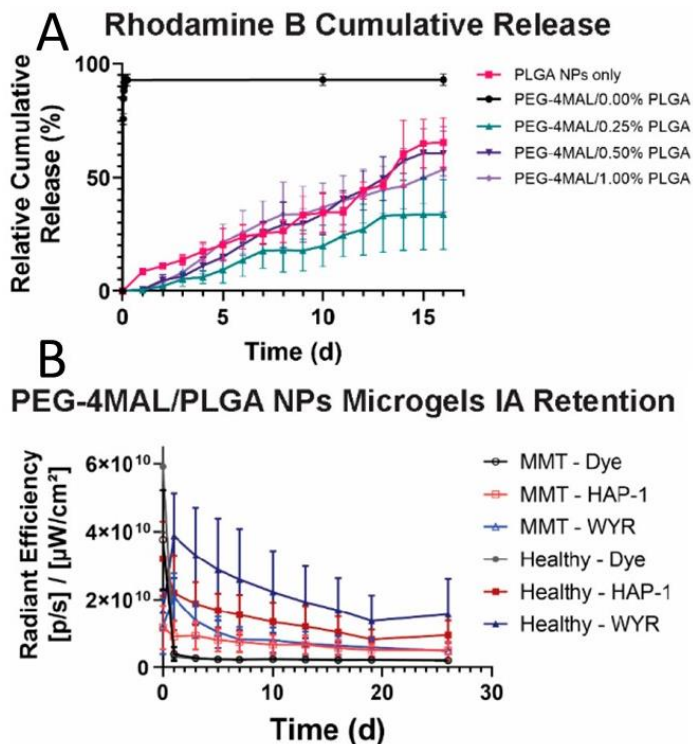 A
Rhodamine B Cumulative Release
Relative Cumulative
Release (%)
100
50
0
0
5
10
15
Time (d)
PLGA NPs only
PEG-4MAL/0.00% PLGA
PEG-4MAL/0.25% PLGA
PEG-4MAL/0.50% PLGA
PEG-4MAL/1.00% PLGA
B
PEG-4MAL/PLGA NPs Microgels IA Retention
Radiant Efficiency
[p/s] / [µW/cm²]
6×10¹⁰
4×10¹⁰
2×10¹⁰
0
0
10
20
30
Time (d)
MMT - Dye
MMT - HAP-1
MMT - WYR
Healthy - Dye
Healthy - HAP-1
Healthy - WYR